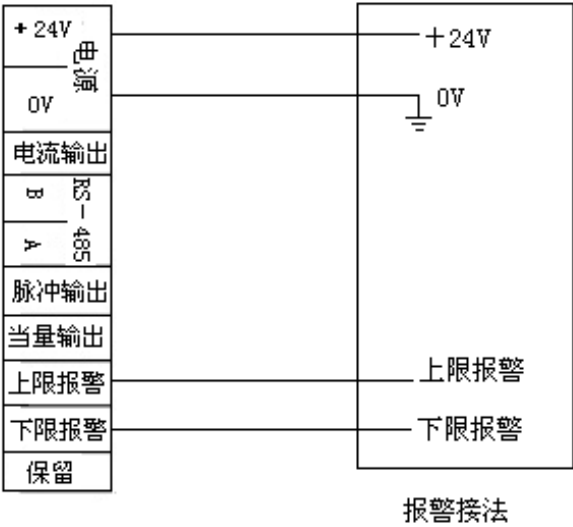 +24V
电源
0V
电流输出
B
A
RS-485
脉冲输出
当量输出
上限报警
下限报警
保留
+24V
0V
上限报警
下限报警
报警接法